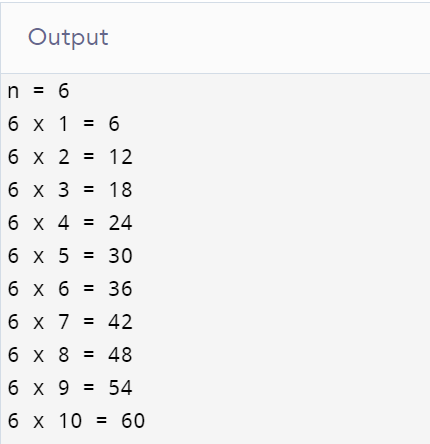 Output
n = 6
6 x 1 = 6
6 x 2 = 12
6 x 3 = 18
6 x 4 = 24
6 x 5 = 30
6 x 6 = 36
6 x 7 = 42
6 x 8 = 48
6 x 9 = 54
6 x 10 = 60